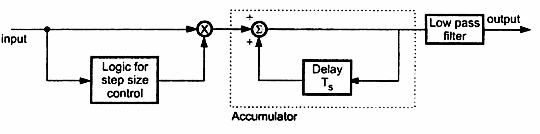 input
Logic for
step size
control
X
+
Σ
+
Delay
Ts
Accumulator
Low pass
filter
output